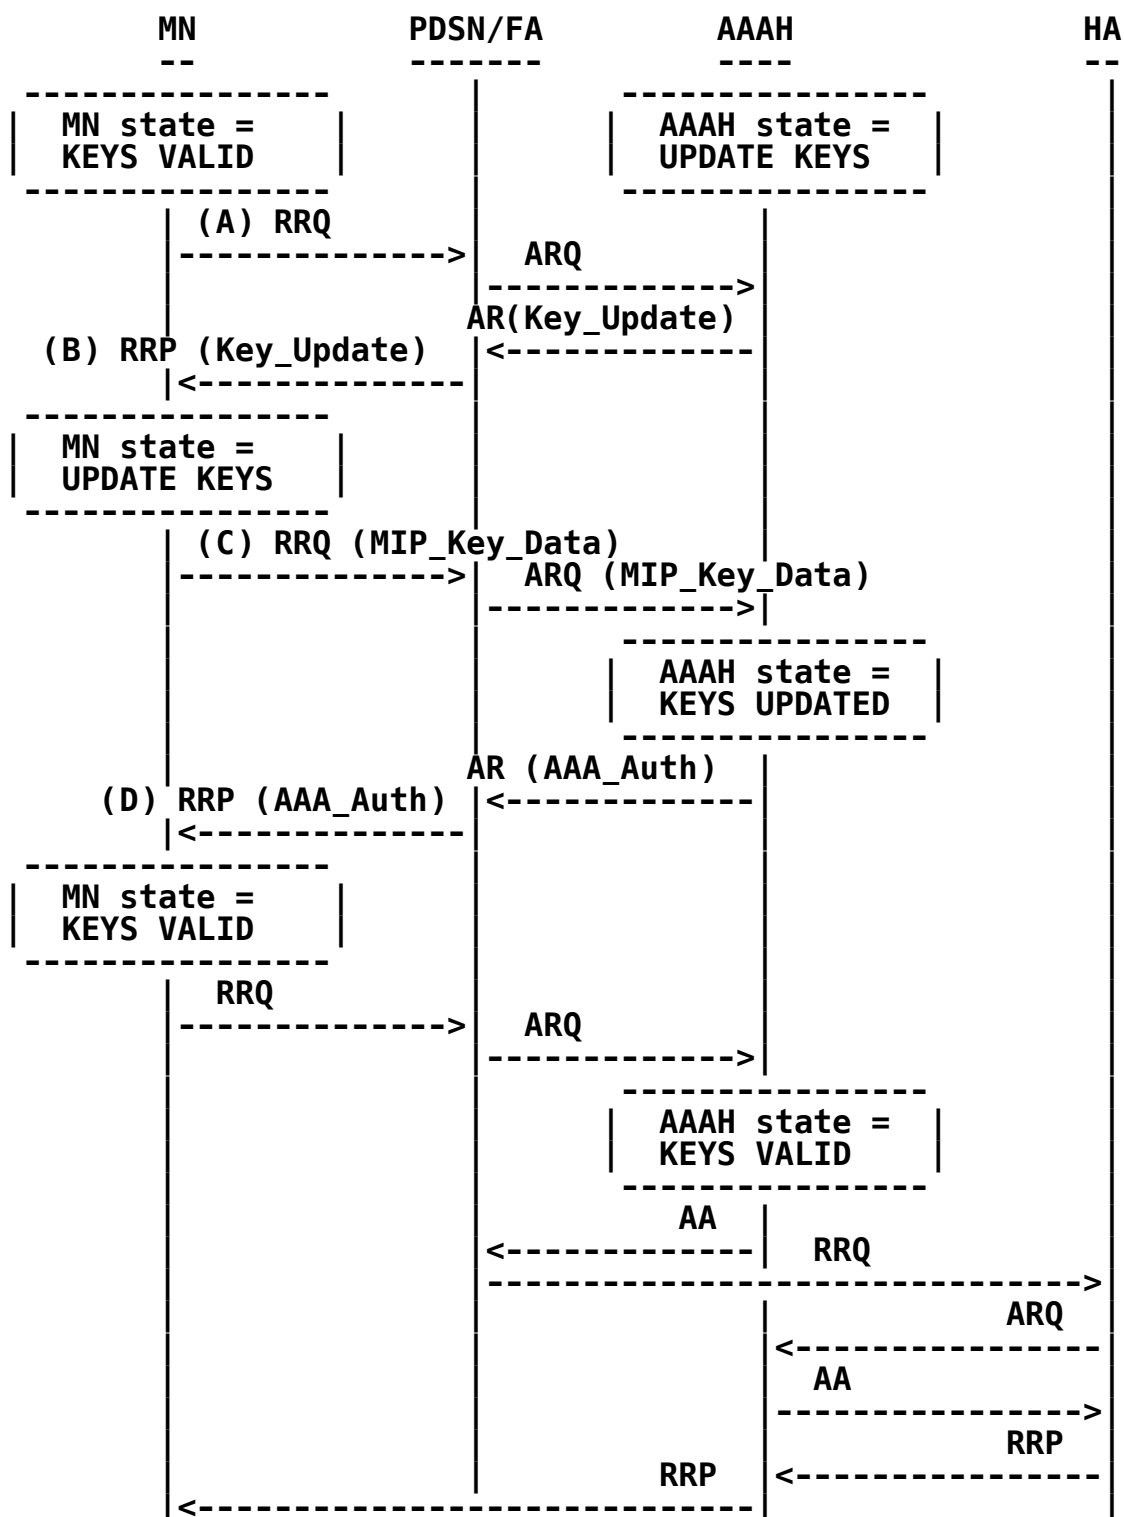 MN PDSN/FA AAAH HA
-- ------- ---- --
---------------- | ---------------- |
| MN state = | | | AAAH state = | |
| KEYS VALID | | | UPDATE KEYS | |
---------------- | ---------------- |
| (A) RRQ | | |
|-------------->| ARQ | |
| |------------->| |
| AR(Key_Update) | |
(B) RRP (Key_Update) |<-------------| |
|<--------------| | |
---------------- | | |
| MN state = | | | |
| UPDATE KEYS | | | |
---------------- | | |
| (C) RRQ (MIP_Key_Data) | |
|-------------->| ARQ (MIP_Key_Data) |
| |------------->| |
| | ---------------- |
| | | AAAH state = | |
| | | KEYS UPDATED | |
| | ---------------- |
| AR (AAA_Auth) | |
(D) RRP (AAA_Auth) |<-------------| |
|<--------------| | |
---------------- | | |
| MN state = | | | |
| KEYS VALID | | | |
---------------- | | |
| RRQ | | |
|-------------->| ARQ | |
| |------------->| |
| | ---------------- |
| | | AAAH state = | |
| | | KEYS VALID | |
| | ---------------- |
| | AA | |
| |<-------------| RRQ |
| |------------------------------->|
| | | ARQ |
| | |<----------------|
| | | AA |
| | |---------------->|
| | | RRP |
| | RRP |<----------------|
|<-----------------------------| |